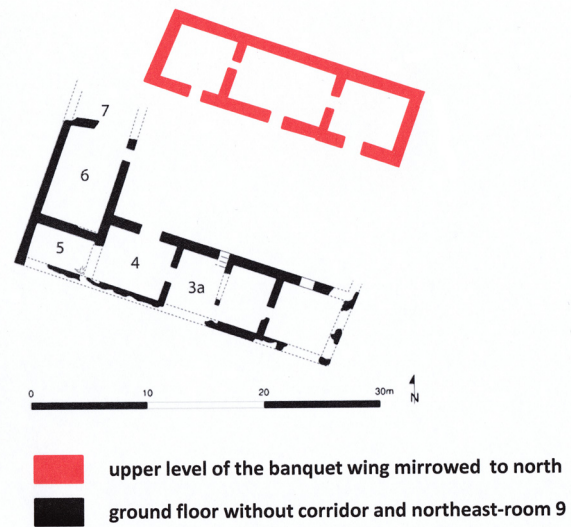 7
6
5
4
3a
0 10 20 30m
N
upper level of the banquet wing mirrowed to north
ground floor without corridor and northeast-room 9